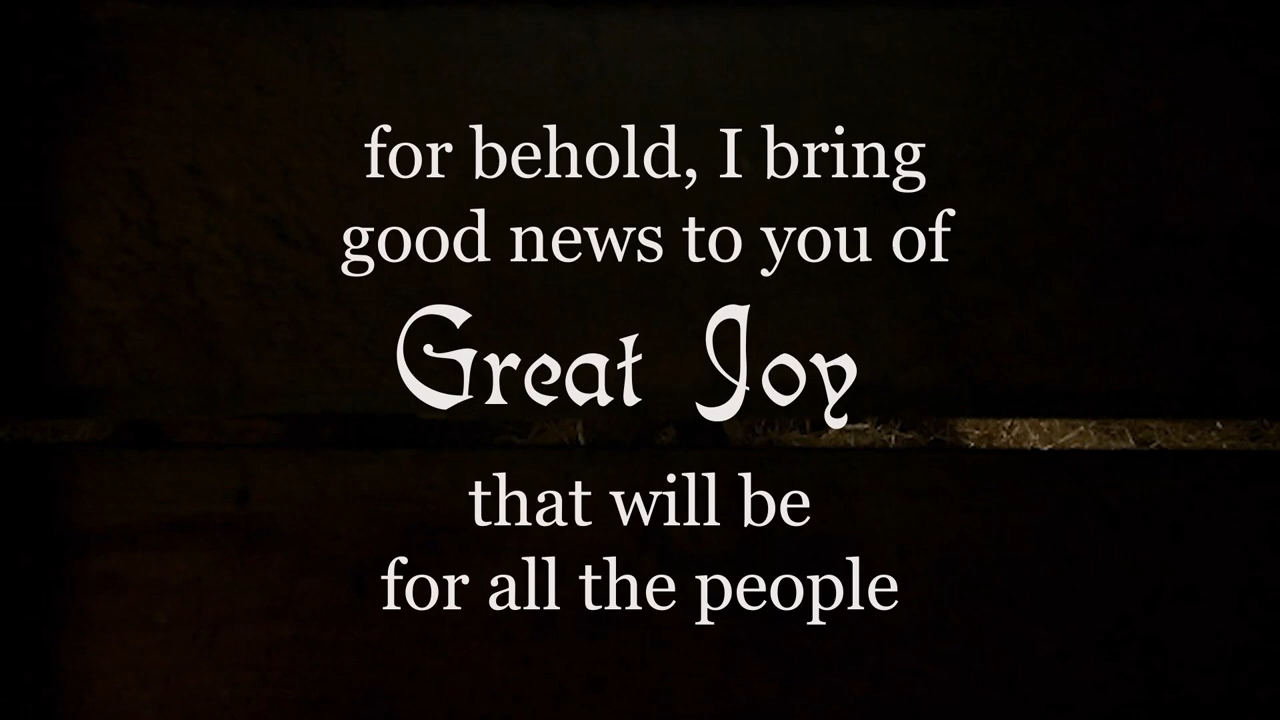 for behold, I bring
good news to you of
Great Joy
that will be
for all the people